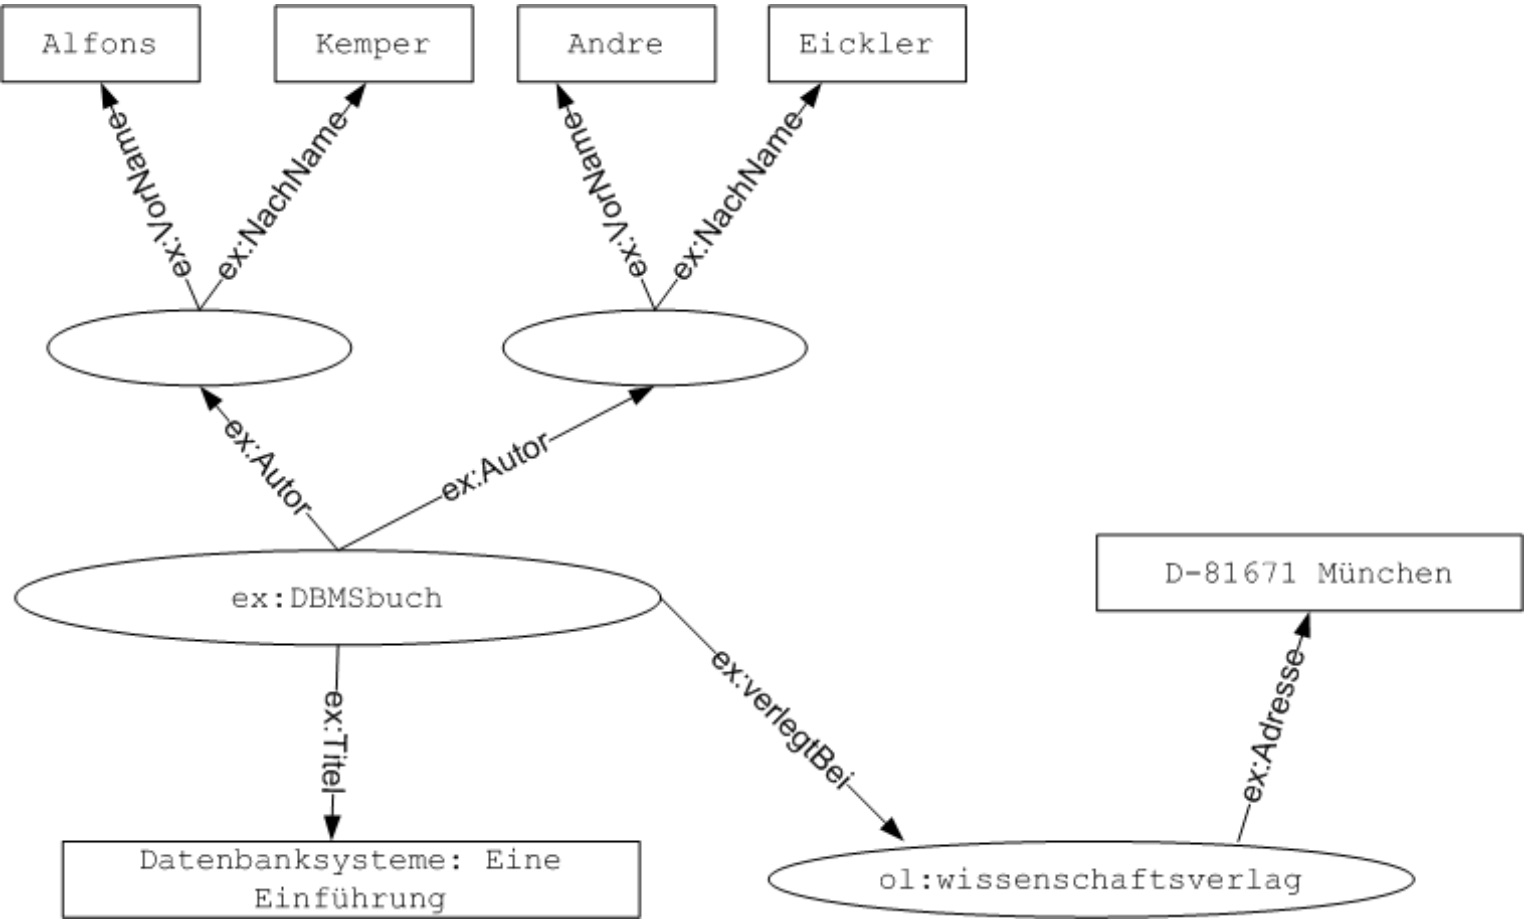 Alfons
Kemper
Andre
Eickler
ex:VorName
ex:NachName
ex:VorName
ex:NachName
ex:Autor
ex:Autor
ex:DBMSbuch
D-81671 München
ex:Titel
ex:verlegtBei
ex:Adresse
Datenbanksysteme: Eine
Einführung
ol:wissenschaftsverlag